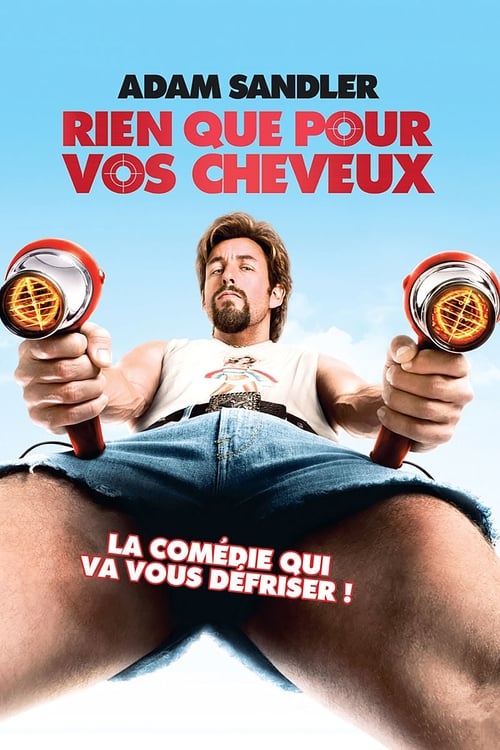 ADAM SANDLER
RIEN QUE POUR
VOS CHEVEUX
LA COMÉDIE QUI
VA VOUS DÉFRISER !